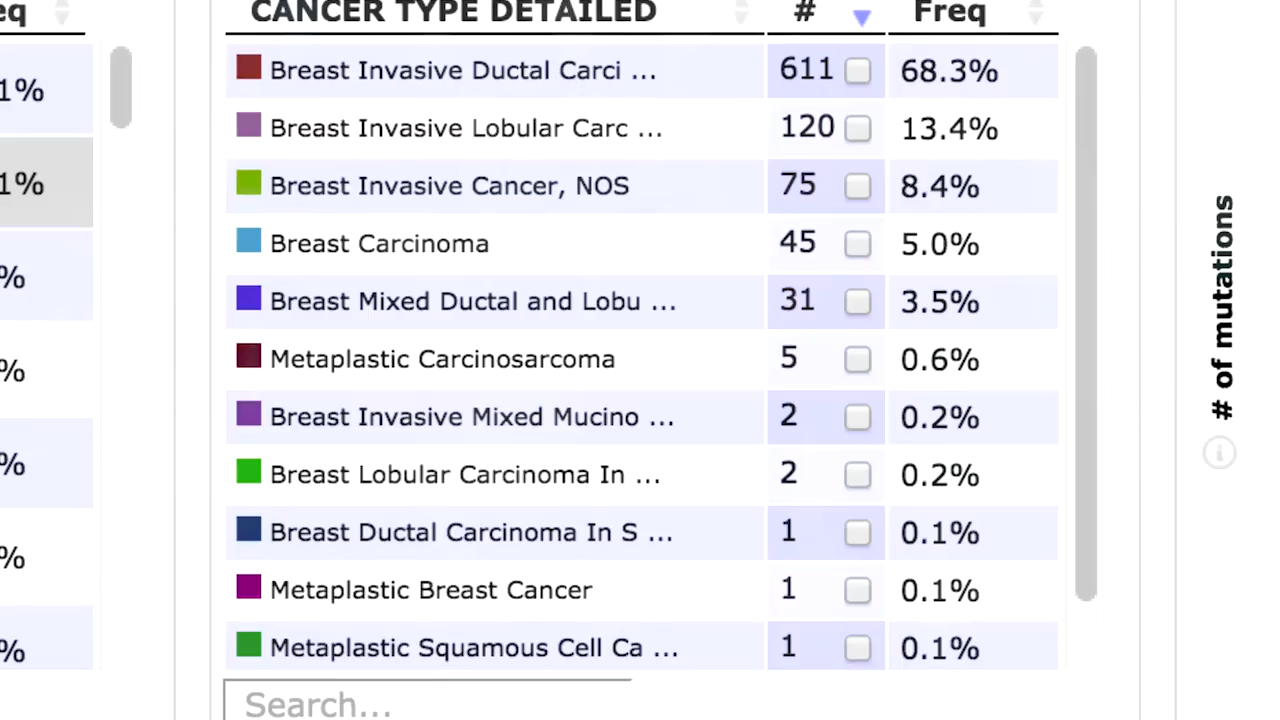 eq
CANCER TYPE DETAILED # Freq
1% Breast Invasive Ductal Carci ... 611 68.3%
Breast Invasive Lobular Carc ... 120 13.4%
1% Breast Invasive Cancer, NOS 75 8.4%
Breast Carcinoma 45 5.0%
% Breast Mixed Ductal and Lobu ... 31 3.5%
% Metaplastic Carcinosarcoma 5 0.6%
Breast Invasive Mixed Mucino ... 2 0.2%
% Breast Lobular Carcinoma In ... 2 0.2%
Breast Ductal Carcinoma In S ... 1 0.1%
% Metaplastic Breast Cancer 1 0.1%
% Metaplastic Squamous Cell Ca ... 1 0.1%
Search...
# of mutations